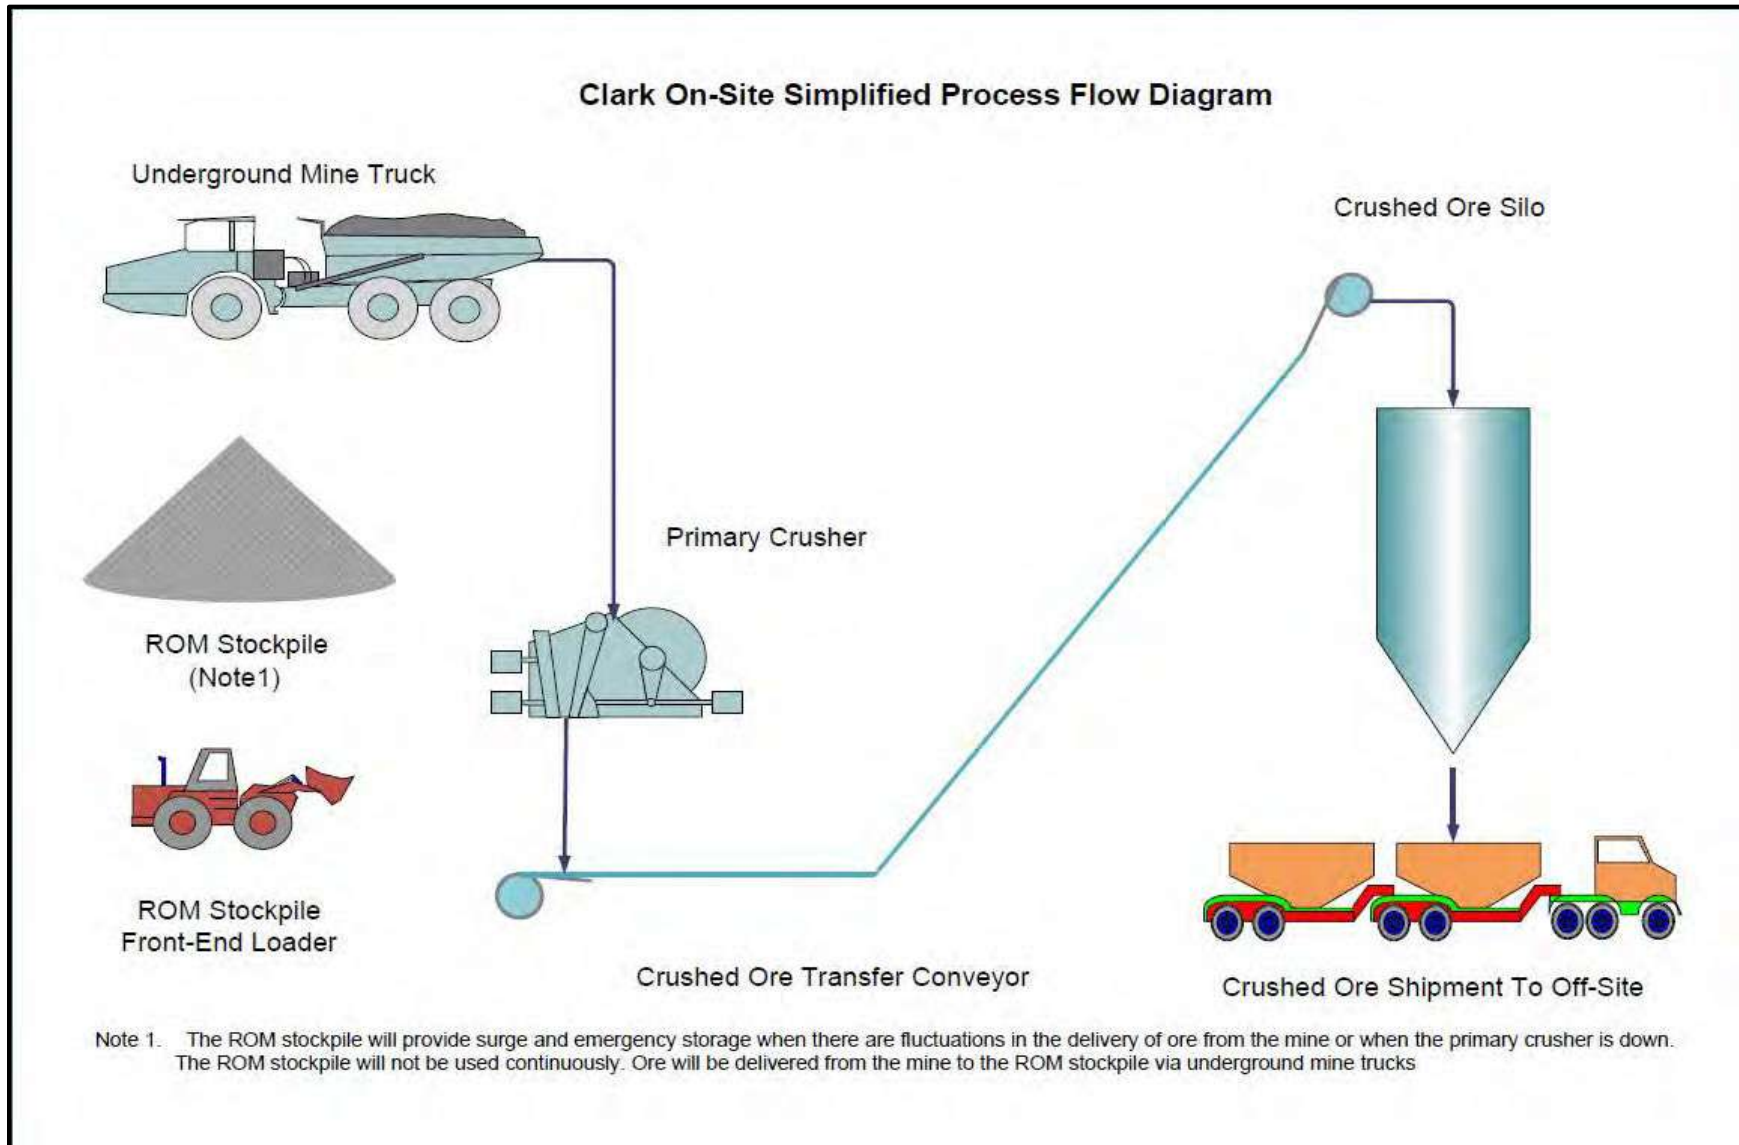 Clark On-Site Simplified Process Flow Diagram
Underground Mine Truck
Crushed Ore Silo
Primary Crusher
ROM Stockpile
(Note1)
ROM Stockpile
Front-End Loader
Crushed Ore Transfer Conveyor
Crushed Ore Shipment To Off-Site
Note 1. The ROM stockpile will provide surge and emergency storage when there are fluctuations in the delivery of ore from the mine or when the primary crusher is down.
The ROM stockpile will not be used continuously. Ore will be delivered from the mine to the ROM stockpile via underground mine trucks